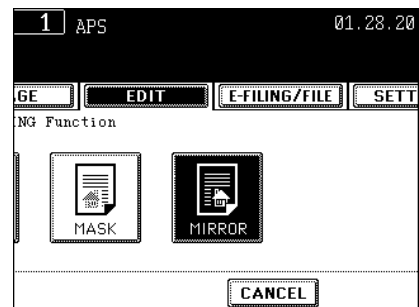 1 APS 01.28.20
.GE EDIT E-FILING/FILE SETT
NG Function
MASK MIRROR
CANCEL